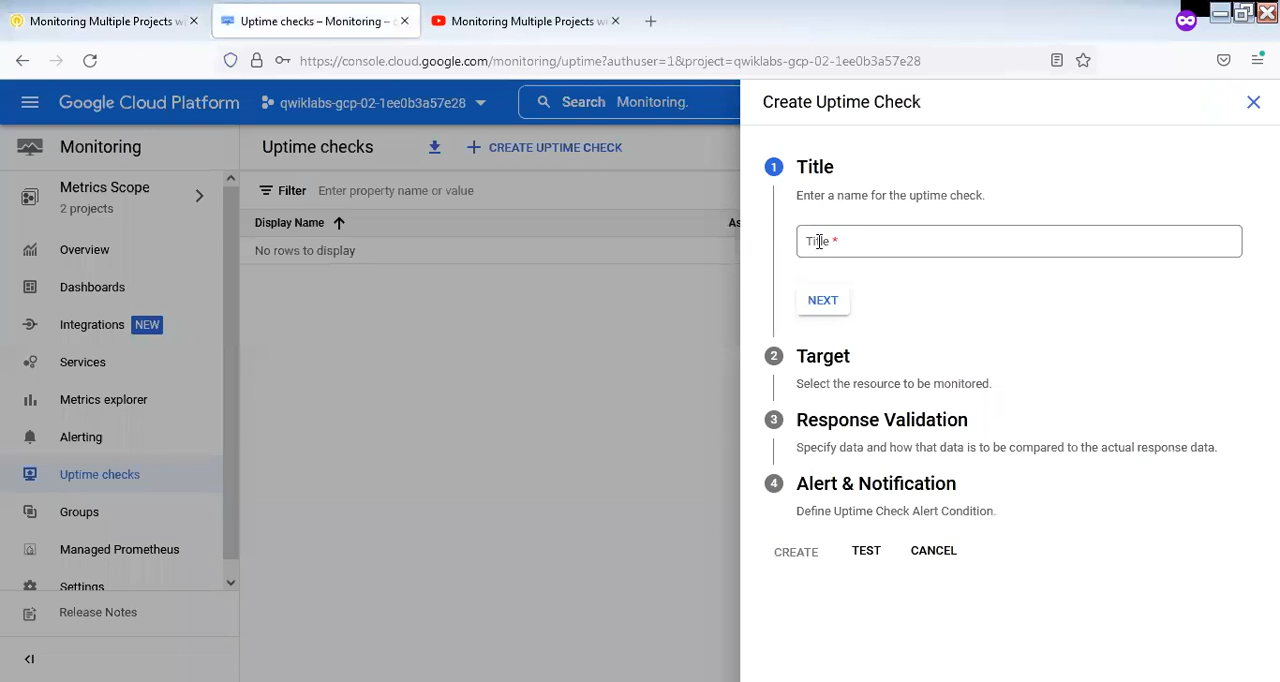 Monitoring Multiple Projects w
Uptime checks – Monitoring – c
Monitoring Multiple Projects w
https://console.cloud.google.com/monitoring/uptime?authuser=1&project=qwiklabs-gcp-02-1ee0b3a57e28
Google Cloud Platform
qwiklabs-gcp-02-1ee0b3a57e28
Search Monitoring.
Create Uptime Check
Monitoring
Uptime checks
CREATE UPTIME CHECK
Metrics Scope
2 projects
Filter Enter property name or value
Display Name
As
No rows to display
Overview
Dashboards
Integrations NEW
Services
Metrics explorer
Alerting
Uptime checks
Groups
Managed Prometheus
Settings
Release Notes
1 Title
Enter a name for the uptime check.
Title *
NEXT
2 Target
Select the resource to be monitored.
3 Response Validation
Specify data and how that data is to be compared to the actual response data.
4 Alert & Notification
Define Uptime Check Alert Condition.
CREATE TEST CANCEL